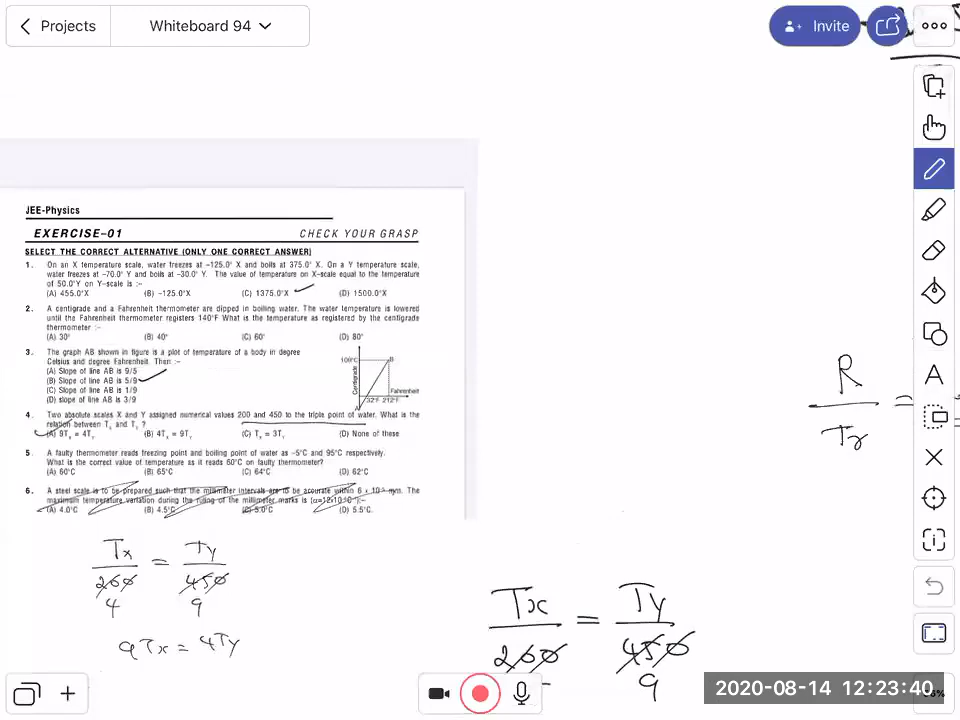 Projects
Whiteboard 94
Invite
JEE-Physics
EXERCISE–01
CHECK YOUR GRASP
SELECT THE CORRECT ALTERNATIVE (ONLY ONE CORRECT ANSWER)
1. On an X temperature scale, water freezes at –125.0° X and boils at 375.0° X. On a Y temperature scale,
water freezes at –70.0° Y and boils at –30.0° Y. The value of temperature on X-scale equal to the temperature
of 50.0°Y on Y-scale is :–
(A) 455.0°X (B) –125.0°X (C) 1375.0°X (D) 1500.0°X
2. A centigrade and a Fahrenheit thermometer are dipped in boiling water. The water temperature is lowered
until the Fahrenheit thermometer registers 140°F What is the temperature as registered by the centigrade
thermometer :–
(A) 30° (B) 40° (C) 60° (D) 80°
3. The graph AB shown in figure is a plot of temperature of a body in degree
Celsius and degree Fahrenheit. Then :–
(A) Slope of line AB is 9/5
(B) Slope of line AB is 5/9
(C) Slope of line AB is 1/9
(D) slope of line AB is 3/9
100°C
B
Centigrade
Fahrenheit
A
32°F 212°F
4. Two absolute scales X and Y assigned numerical values 200 and 450 to the triple point of water. What is the
relation between Tx and TY ?
(A) 9Tx = 4TY (B) 4Tx = 9TY (C) Tx = 3TY (D) None of these
5. A faulty thermometer reads freezing point and boiling point of water as –5°C and 95°C respectively.
What is the correct value of temperature as it reads 60°C on faulty thermometer?
(A) 60°C (B) 65°C (C) 64°C (D) 62°C
6. A steel scale is to be prepared such that the millimeter intervals are to be accurate within 6 × 10⁻⁵ mm. The
maximum temperature variation during the ruling of the millimeter marks is
(A) 4.0°C (B) 4.5°C (C) 5.0°C (D) 5.5°C
Tx = Ty
200 450
4 9
9Tx = 4Ty
R =
Tr
Tx = Ty
200 450
9
2020-08-14 12:23:40